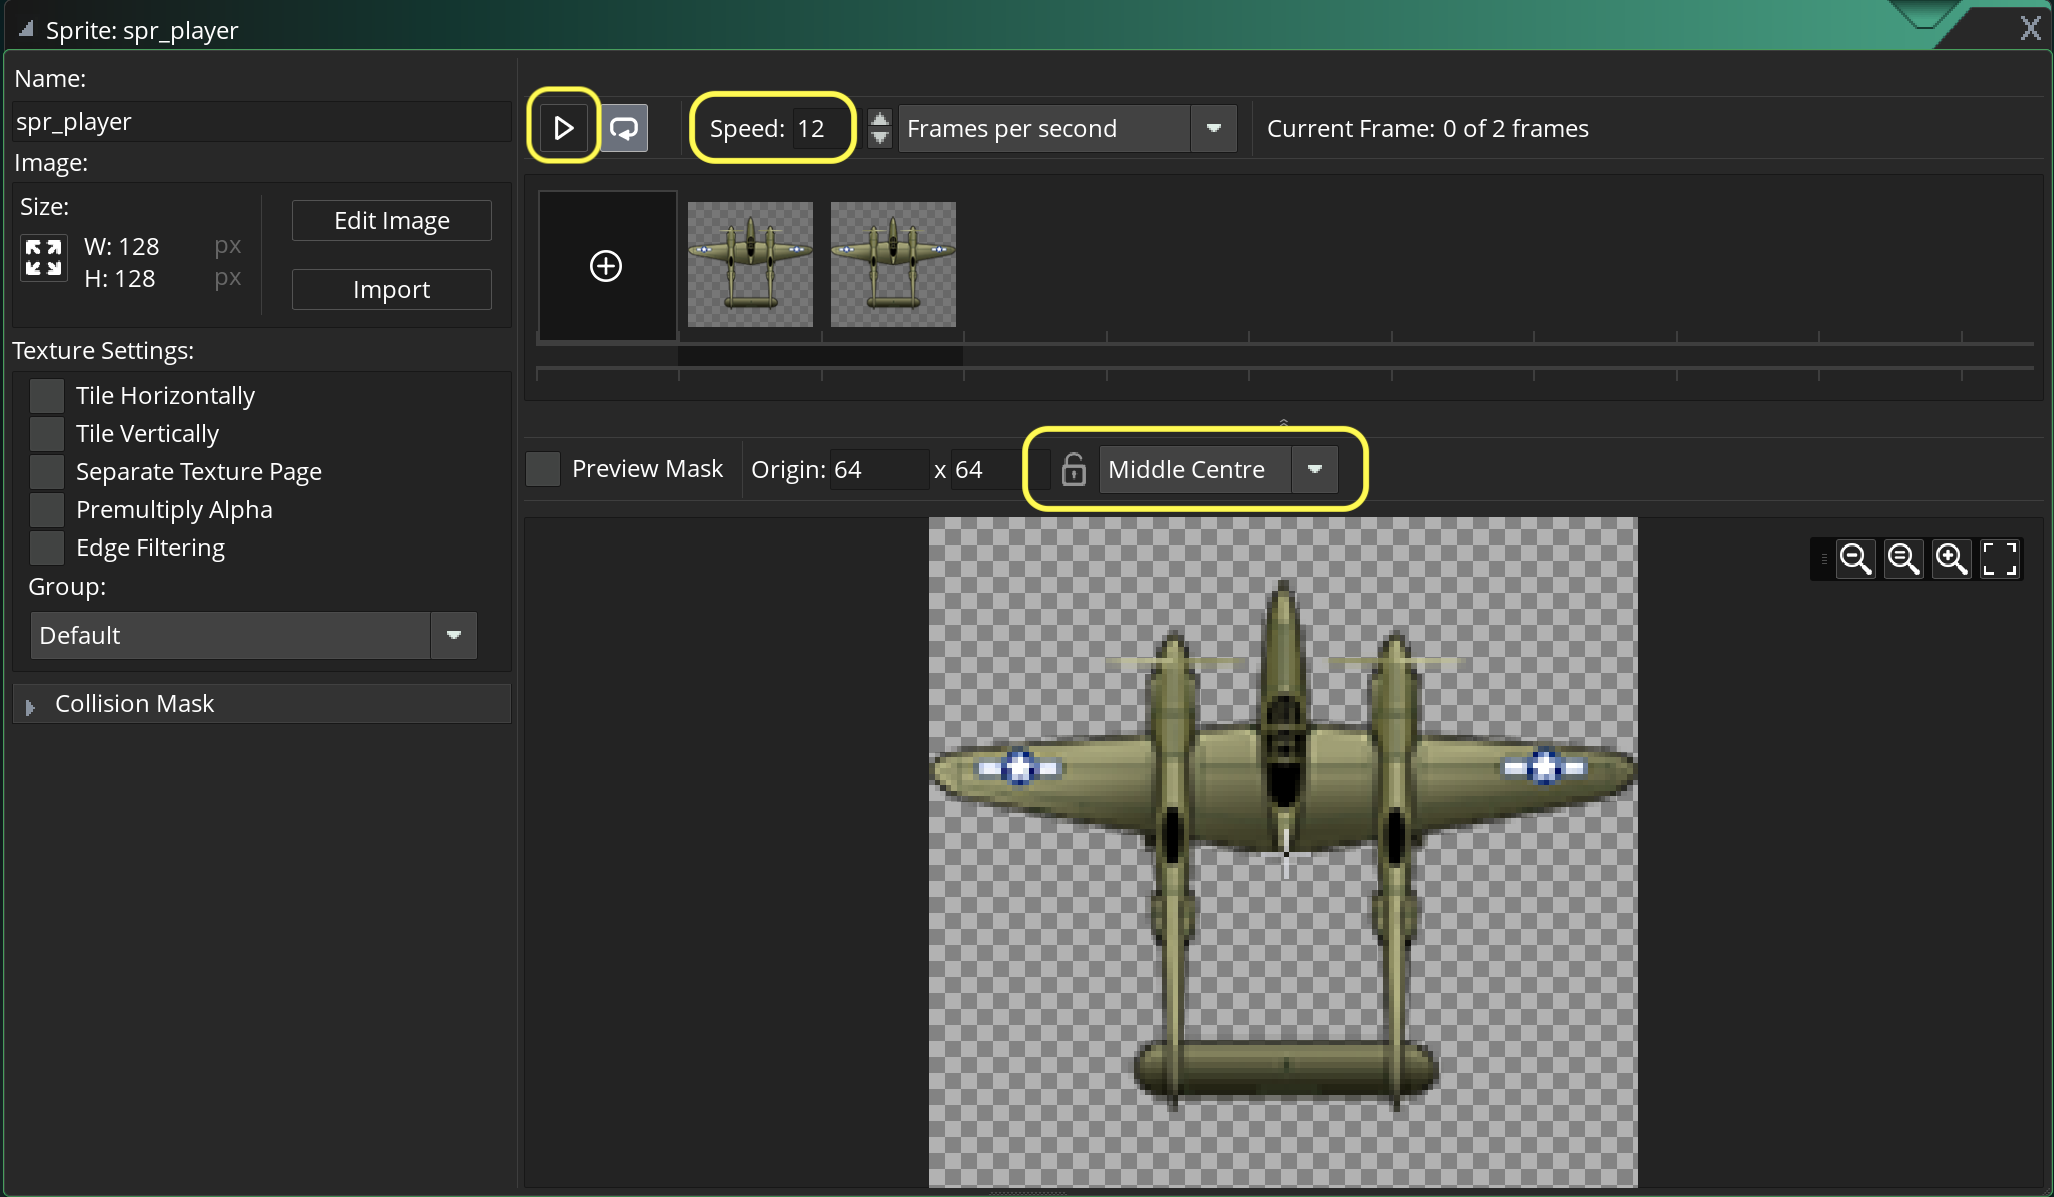 Sprite: spr_player
X
Name:
spr_player
Image:
Size:
W: 128 px
H: 128 px
Edit Image
Import
Texture Settings:
Tile Horizontally
Tile Vertically
Separate Texture Page
Premultiply Alpha
Edge Filtering
Group:
Default
Collision Mask
Speed: 12
Frames per second
Current Frame: 0 of 2 frames
Preview Mask
Origin: 64 x 64
Middle Centre